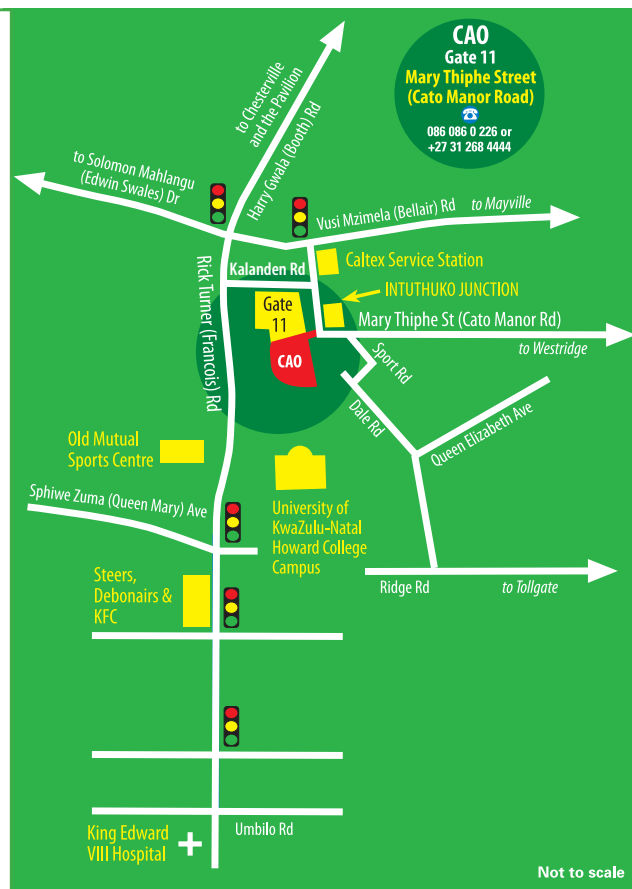 CAO
Gate 11
Mary Thiphe Street
(Cato Manor Road)
086 086 0 226 or
+27 31 268 4444
to Chesterville
and the Pavilion
Harry Gwala (Booth) Rd
to Solomon Mahlangu
(Edwin Swales) Dr
Vusi Mzimela (Bellair) Rd
to Mayville
Kalanden Rd
Caltex Service Station
INTUTHUKO JUNCTION
Gate
11
Mary Thiphe St (Cato Manor Rd)
to Westridge
CAO
Rick Turner (Francois) Rd
Sport Rd
Dale Rd
Queen Elizabeth Ave
Old Mutual
Sports Centre
Sphiwe Zuma (Queen Mary) Ave
University of
KwaZulu-Natal
Howard College
Campus
Steers,
Debonairs &
KFC
Ridge Rd
to Tollgate
King Edward
VIII Hospital
Umbilo Rd
Not to scale